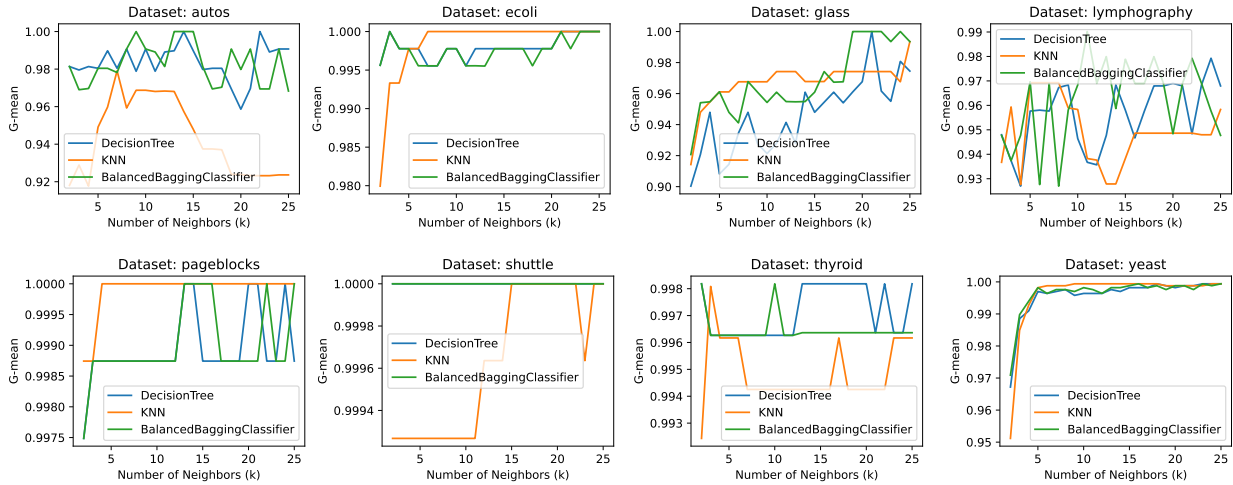 Dataset: autos
G-mean
1.00
0.98
0.96
0.94
0.92
DecisionTree
KNN
BalancedBaggingClassifier
5 10 15 20 25
Number of Neighbors (k)
Dataset: ecoli
G-mean
1.000
0.995
0.990
0.985
0.980
DecisionTree
KNN
BalancedBaggingClassifier
5 10 15 20 25
Number of Neighbors (k)
Dataset: glass
G-mean
1.00
0.98
0.96
0.94
0.92
0.90
DecisionTree
KNN
BalancedBaggingClassifier
5 10 15 20 25
Number of Neighbors (k)
Dataset: lymphography
G-mean
0.99
0.98
0.97
0.96
0.95
0.94
0.93
DecisionTree
KNN
BalancedBaggingClassifier
5 10 15 20 25
Number of Neighbors (k)
Dataset: pageblocks
G-mean
1.0000
0.9995
0.9990
0.9985
0.9980
0.9975
DecisionTree
KNN
BalancedBaggingClassifier
5 10 15 20 25
Number of Neighbors (k)
Dataset: shuttle
G-mean
1.0000
0.9998
0.9996
0.9994
DecisionTree
KNN
BalancedBaggingClassifier
5 10 15 20 25
Number of Neighbors (k)
Dataset: thyroid
G-mean
0.998
0.997
0.996
0.995
0.994
0.993
DecisionTree
KNN
BalancedBaggingClassifier
5 10 15 20 25
Number of Neighbors (k)
Dataset: yeast
G-mean
1.00
0.99
0.98
0.97
0.96
0.95
DecisionTree
KNN
BalancedBaggingClassifier
5 10 15 20 25
Number of Neighbors (k)